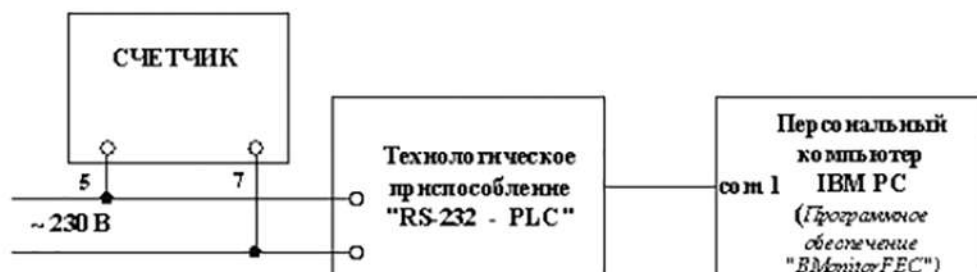 СЧЕТЧИК
5
7
~ 230 В
Технологическое
приспособление
"RS-232 - PLC"
com 1
Персональный
компьютер
IBM PC
(Программное
обеспечение
"BMonitorFEC")